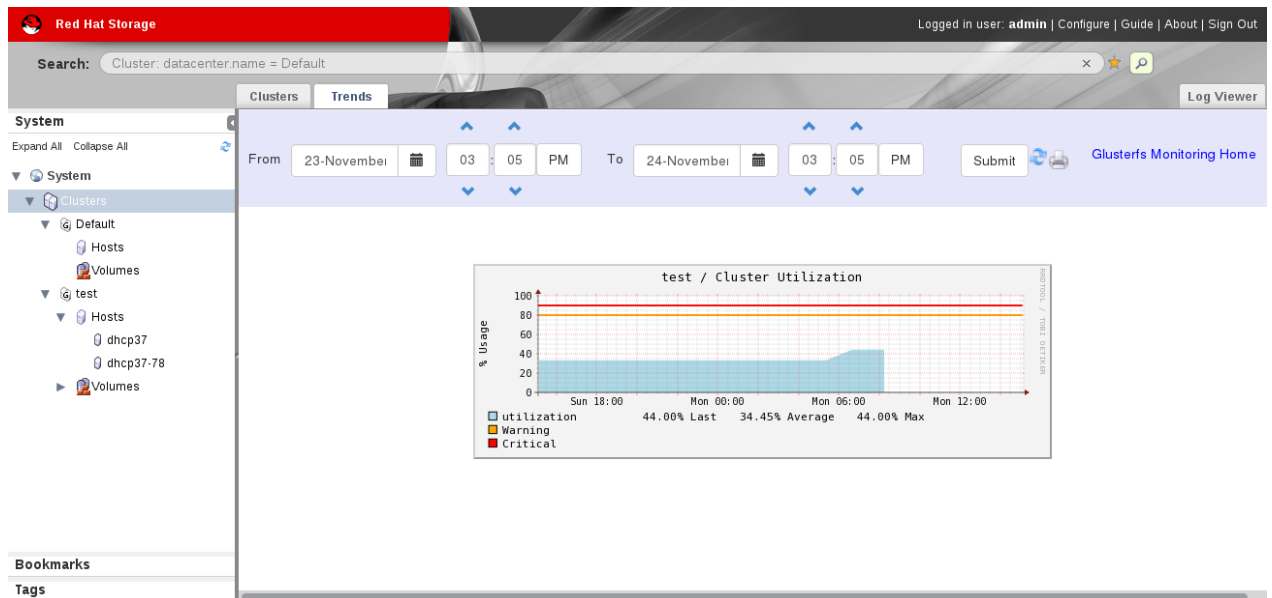 Red Hat Storage
Logged in user: admin | Configure | Guide | About | Sign Out
Search: Cluster: datacenter.name = Default
Clusters Trends Log Viewer
System
Expand All Collapse All
System
Clusters
Default
Hosts
Volumes
test
Hosts
dhcp37
dhcp37-78
Volumes
Bookmarks
Tags
From 23-November 03 : 05 PM To 24-November 03 : 05 PM Submit Glusterfs Monitoring Home
test / Cluster Utilization
RRDTOOL / TOBI OETIKER
% Usage
100
80
60
40
20
0
Sun 18:00 Mon 00:00 Mon 06:00 Mon 12:00
utilization 44.00% Last 34.45% Average 44.00% Max
Warning
Critical